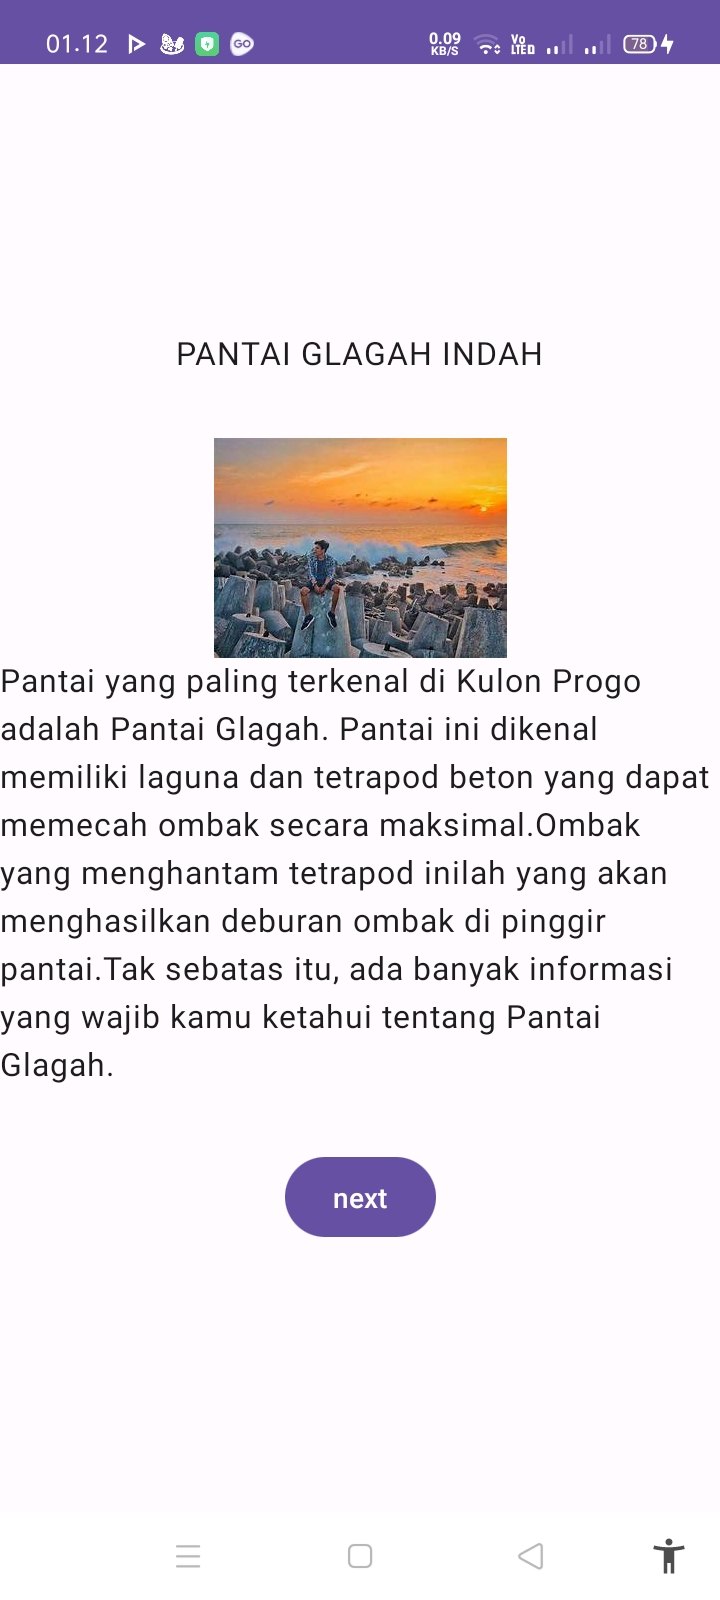 01.12
GO
0.09
KB/S
Vo
LTE
78
PANTAI GLAGAH INDAH
Pantai yang paling terkenal di Kulon Progo
adalah Pantai Glagah. Pantai ini dikenal
memiliki laguna dan tetrapod beton yang dapat
memecah ombak secara maksimal.Ombak
yang menghantam tetrapod inilah yang akan
menghasilkan deburan ombak di pinggir
pantai.Tak sebatas itu, ada banyak informasi
yang wajib kamu ketahui tentang Pantai
Glagah.
next